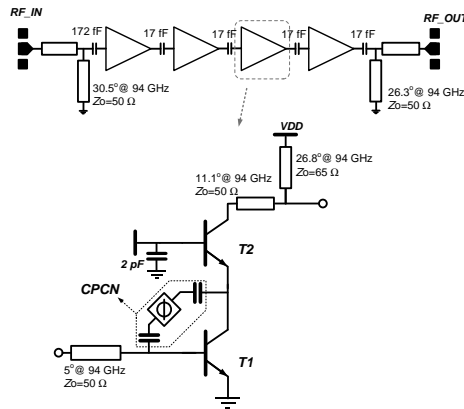 RF_IN
RF_OUT
172 fF
17 fF
17 fF
17 fF
17 fF
30.5°@ 94 GHz
Zo=50 Ω
26.3°@ 94 GHz
Zo=50 Ω
VDD
26.8°@ 94 GHz
Zo=65 Ω
11.1°@ 94 GHz
Zo=50 Ω
T2
2 pF
CPCN
Φ
T1
5°@ 94 GHz
Zo=50 Ω